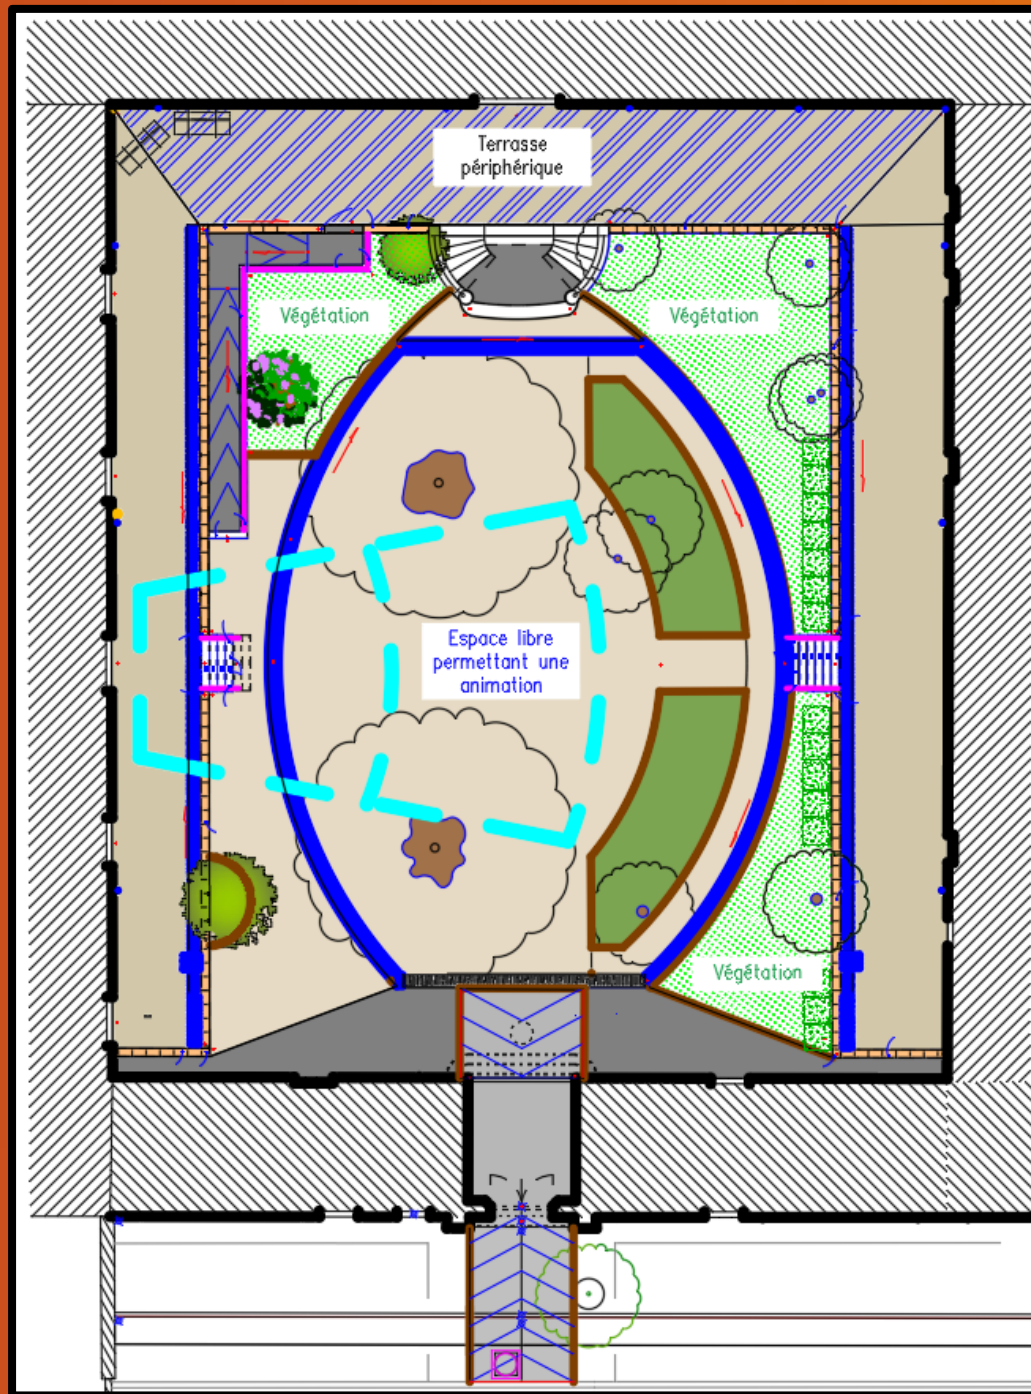 Terrasse
périphérique
Végétation
Végétation
Espace libre
permettant une
animation
Végétation